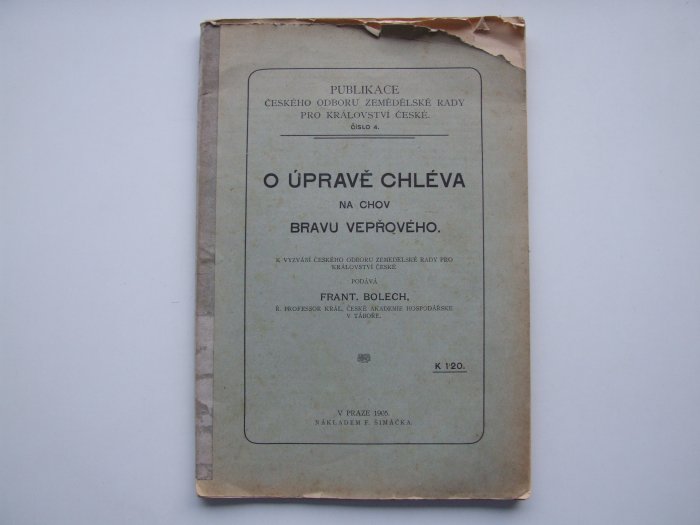 PUBLIKACE
ČESKÉHO ODBORU ZEMĚDĚLSKÉ RADY
PRO KRÁLOVSTVÍ ČESKÉ.
ČÍSLO 4.
O ÚPRAVĚ CHLÉVA
NA CHOV
BRAVU VEPŘOVÉHO.
K VYZVÁNÍ ČESKÉHO ODBORU ZEMĚDĚLSKÉ RADY PRO
KRÁLOVSTVÍ ČESKÉ
PODÁVÁ
FRANT. BOLECH,
Ř. PROFESSOR KRÁL. ČESKÉ AKADEMIE HOSPODÁŘSKÉ
V TÁBOŘE.
K 1·20.
V PRAZE 1905.
NÁKLADEM F. ŠIMÁČKA.